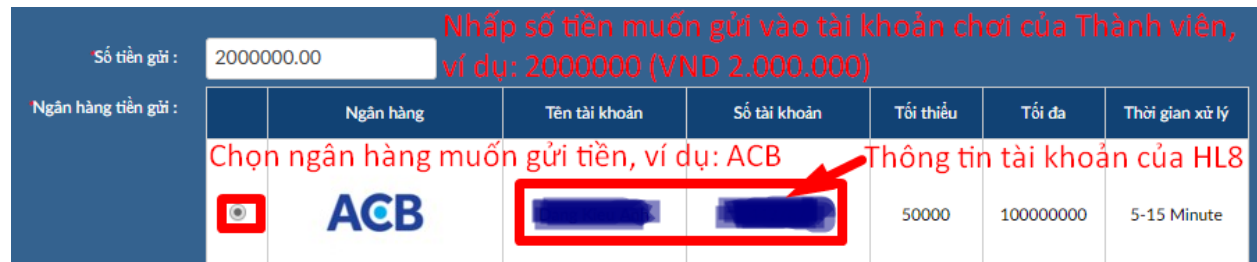 Nhấp số tiền muốn gửi vào tài khoản chơi của Thành viên,
*Số tiền gửi : 2000000.00 ví dụ: 2000000 (VND 2.000.000)
*Ngân hàng tiền gửi : Ngân hàng Tên tài khoản Số tài khoản Tối thiểu Tối đa Thời gian xử lý
Chọn ngân hàng muốn gửi tiền, ví dụ: ACB Thông tin tài khoản của HL8
ACB 50000 100000000 5-15 Minute